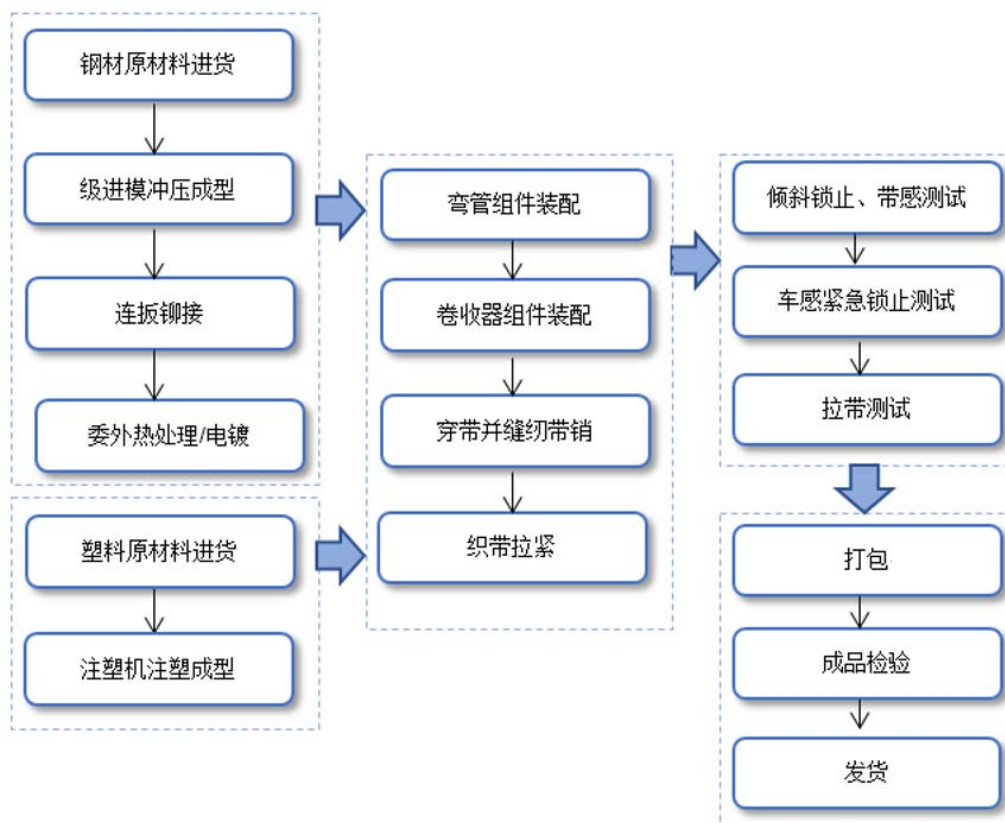 钢材原材料进货
级进模冲压成型
连扳铆接
委外热处理/电镀
塑料原材料进货
注塑机注塑成型
弯管组件装配
卷收器组件装配
穿带并缝纫带销
织带拉紧
倾斜锁止、带感测试
车感紧急锁止测试
拉带测试
打包
成品检验
发货